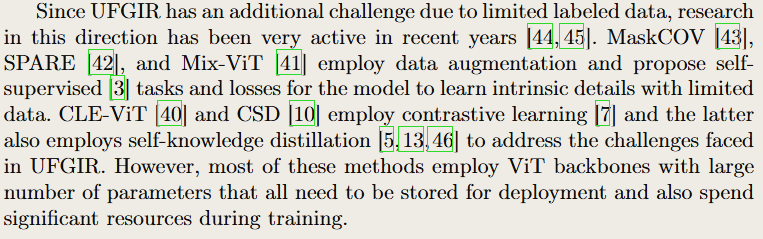 Since UFGIR has an additional challenge due to limited labeled data, research
in this direction has been very active in recent years [44,45]. MaskCOV [43],
SPARE [42], and Mix-ViT [41] employ data augmentation and propose self-
supervised [3] tasks and losses for the model to learn intrinsic details with limited
data. CLE-ViT [40] and CSD [10] employ contrastive learning [7] and the latter
also employs self-knowledge distillation [5,13,46] to address the challenges faced
in UFGIR. However, most of these methods employ ViT backbones with large
number of parameters that all need to be stored for deployment and also spend
significant resources during training.